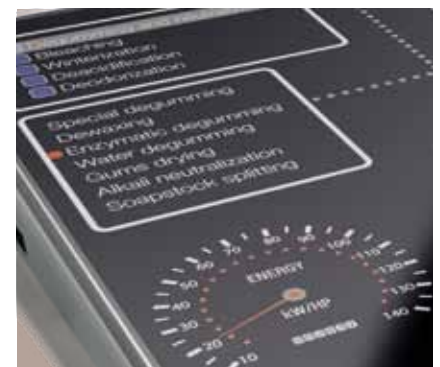 Bleaching
Winterization
Deacidification
Deodorization
Special degumming
Dewaxing
Enzymatic degumming
Water degumming
Gums drying
Alkali neutralization
Soapstock splitting
10
20
30
40
50
60
70
80
90
100
110
120
130
140
ENERGY
kW/HP